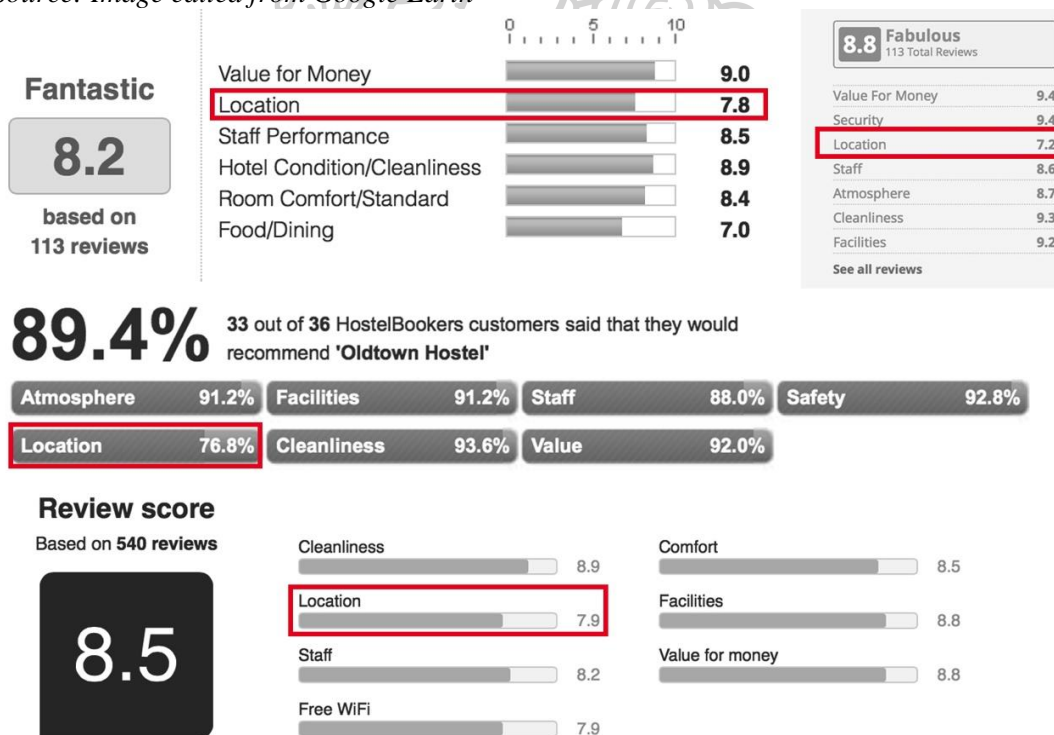 source: Image edited from Google Earth
0 5 10
Fantastic
8.2
based on
113 reviews
Value for Money 9.0
Location 7.8
Staff Performance 8.5
Hotel Condition/Cleanliness 8.9
Room Comfort/Standard 8.4
Food/Dining 7.0
8.8 Fabulous
113 Total Reviews
Value For Money 9.4
Security 9.4
Location 7.2
Staff 8.6
Atmosphere 8.7
Cleanliness 9.3
Facilities 9.2
See all reviews
89.4%
33 out of 36 HostelBookers customers said that they would
recommend 'Oldtown Hostel'
Atmosphere 91.2% Facilities 91.2% Staff 88.0% Safety 92.8%
Location 76.8% Cleanliness 93.6% Value 92.0%
Review score
Based on 540 reviews
8.5
Cleanliness 8.9
Location 7.9
Staff 8.2
Free WiFi 7.9
Comfort 8.5
Facilities 8.8
Value for money 8.8